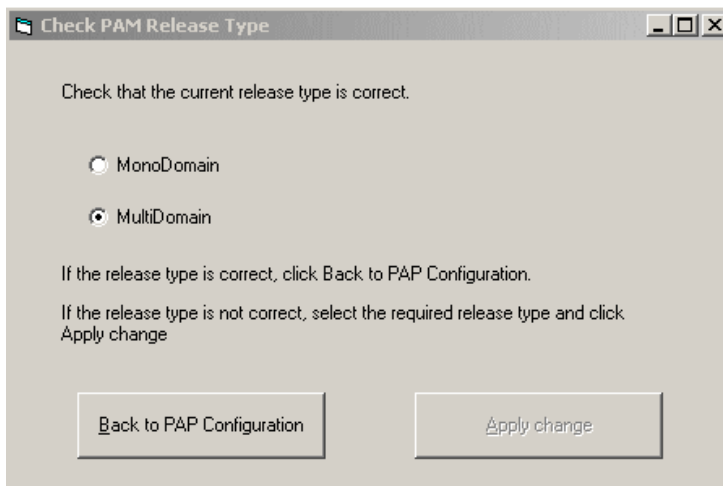 Check PAM Release Type
Check that the current release type is correct.
MonoDomain
MultiDomain
If the release type is correct, click Back to PAP Configuration.
If the release type is not correct, select the required release type and click
Apply change
Back to PAP Configuration
Apply change